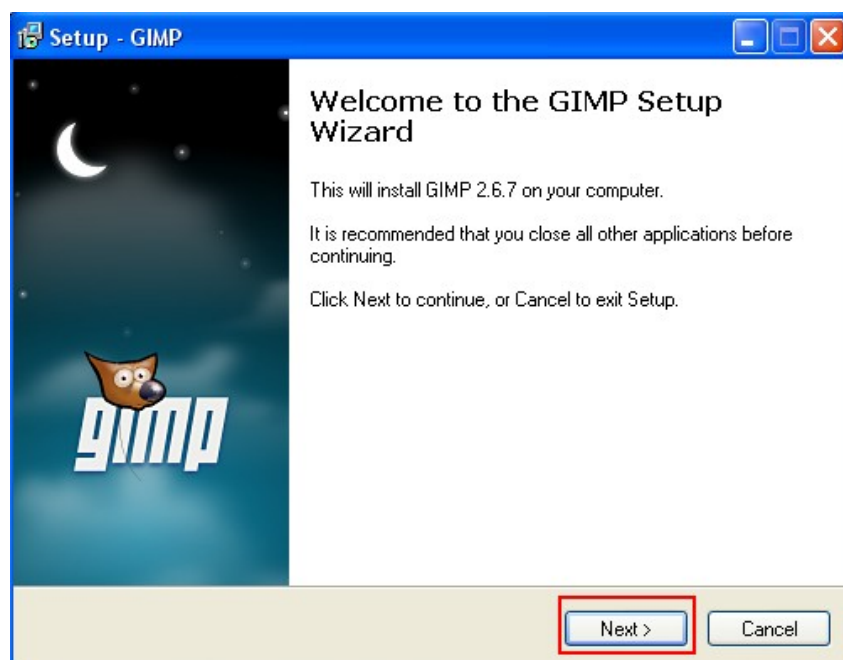 Setup - GIMP
Welcome to the GIMP Setup
Wizard
This will install GIMP 2.6.7 on your computer.
It is recommended that you close all other applications before
continuing.
Click Next to continue, or Cancel to exit Setup.
gimp
Next >
Cancel